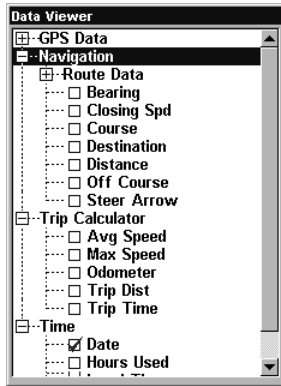 Data Viewer
GPS Data
Navigation
Route Data
Bearing
Closing Spd
Course
Destination
Distance
Off Course
Steer Arrow
Trip Calculator
Avg Speed
Max Speed
Odometer
Trip Dist
Trip Time
Time
Date
Hours Used